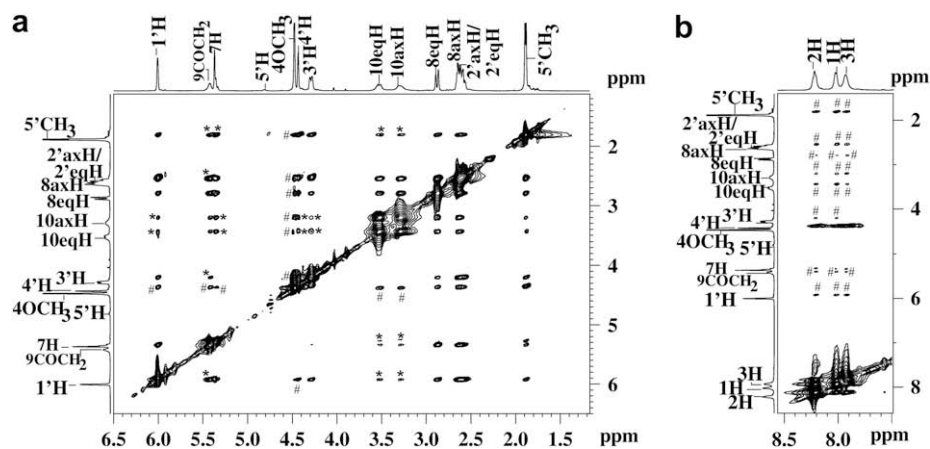 a
1'H
9COCH2
7H
5'H
4OCH3
4'H
3'H
10eqH
10axH
8eqH
8axH
2'axH/
2'eqH
5'CH3
ppm
5'CH3
2'axH/
2'eqH
8axH
8eqH
10axH
10eqH
4'H 3'H
4OCH3 5'H
7H
9COCH2
1'H
2
3
4
5
6
6.5 6.0 5.5 5.0 4.5 4.0 3.5 3.0 2.5 2.0 1.5 ppm
b
2H
1H
3H
ppm
5'CH3
2'axH/
2'eqH
8axH
8eqH
10axH
10eqH
4'H 3'H
4OCH3 5'H
7H
9COCH2
1'H
3H
1H
2H
2
4
6
8
8.5 8.0 ppm